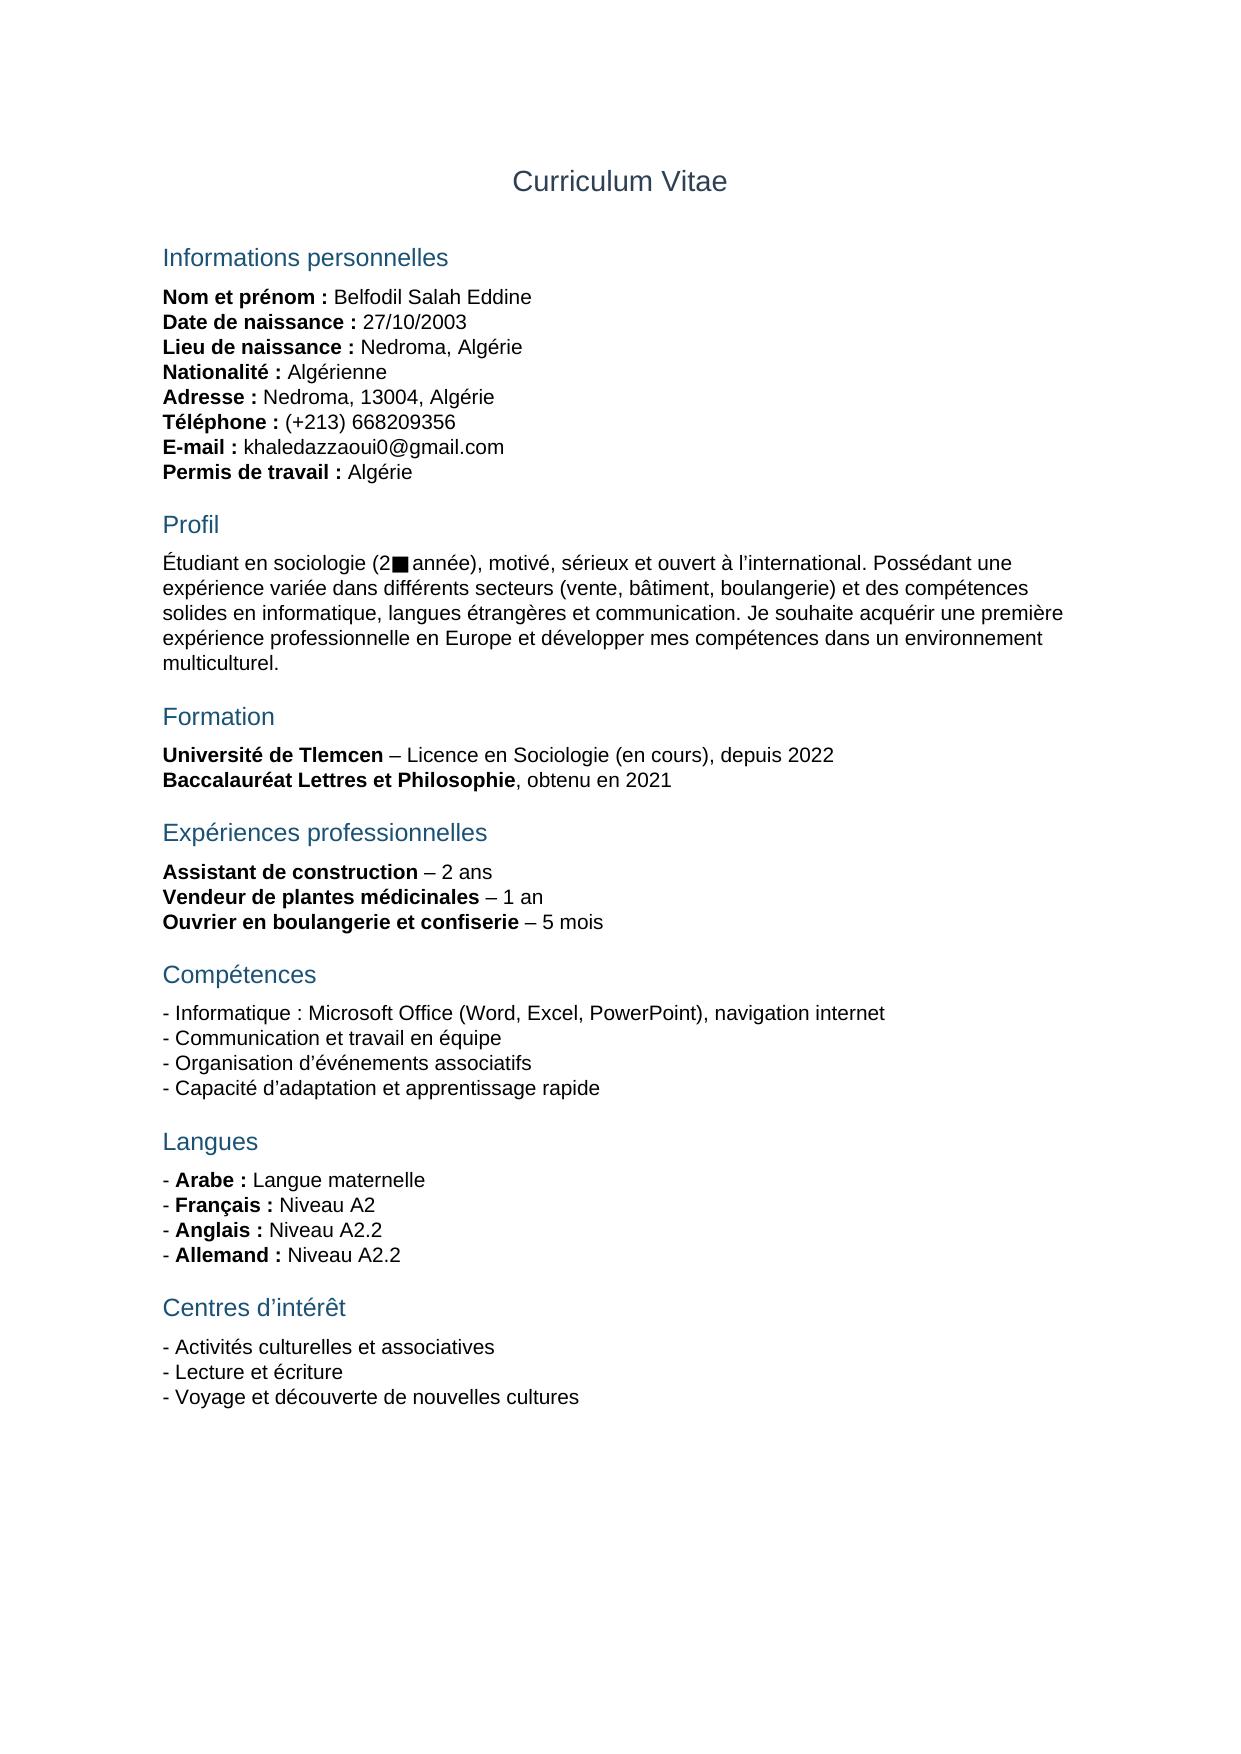 Curriculum Vitae
Informations personnelles
Nom et prénom : Belfodil Salah Eddine
Date de naissance : 27/10/2003
Lieu de naissance : Nedroma, Algérie
Nationalité : Algérienne
Adresse : Nedroma, 13004, Algérie
Téléphone : (+213) 668209356
E-mail : khaledazzaoui0@gmail.com
Permis de travail : Algérie
Profil
Étudiant en sociologie (2■ année), motivé, sérieux et ouvert à l’international. Possédant une
expérience variée dans différents secteurs (vente, bâtiment, boulangerie) et des compétences
solides en informatique, langues étrangères et communication. Je souhaite acquérir une première
expérience professionnelle en Europe et développer mes compétences dans un environnement
multiculturel.
Formation
Université de Tlemcen – Licence en Sociologie (en cours), depuis 2022
Baccalauréat Lettres et Philosophie, obtenu en 2021
Expériences professionnelles
Assistant de construction – 2 ans
Vendeur de plantes médicinales – 1 an
Ouvrier en boulangerie et confiserie – 5 mois
Compétences
- Informatique : Microsoft Office (Word, Excel, PowerPoint), navigation internet
- Communication et travail en équipe
- Organisation d’événements associatifs
- Capacité d’adaptation et apprentissage rapide
Langues
- Arabe : Langue maternelle
- Français : Niveau A2
- Anglais : Niveau A2.2
- Allemand : Niveau A2.2
Centres d’intérêt
- Activités culturelles et associatives
- Lecture et écriture
- Voyage et découverte de nouvelles cultures